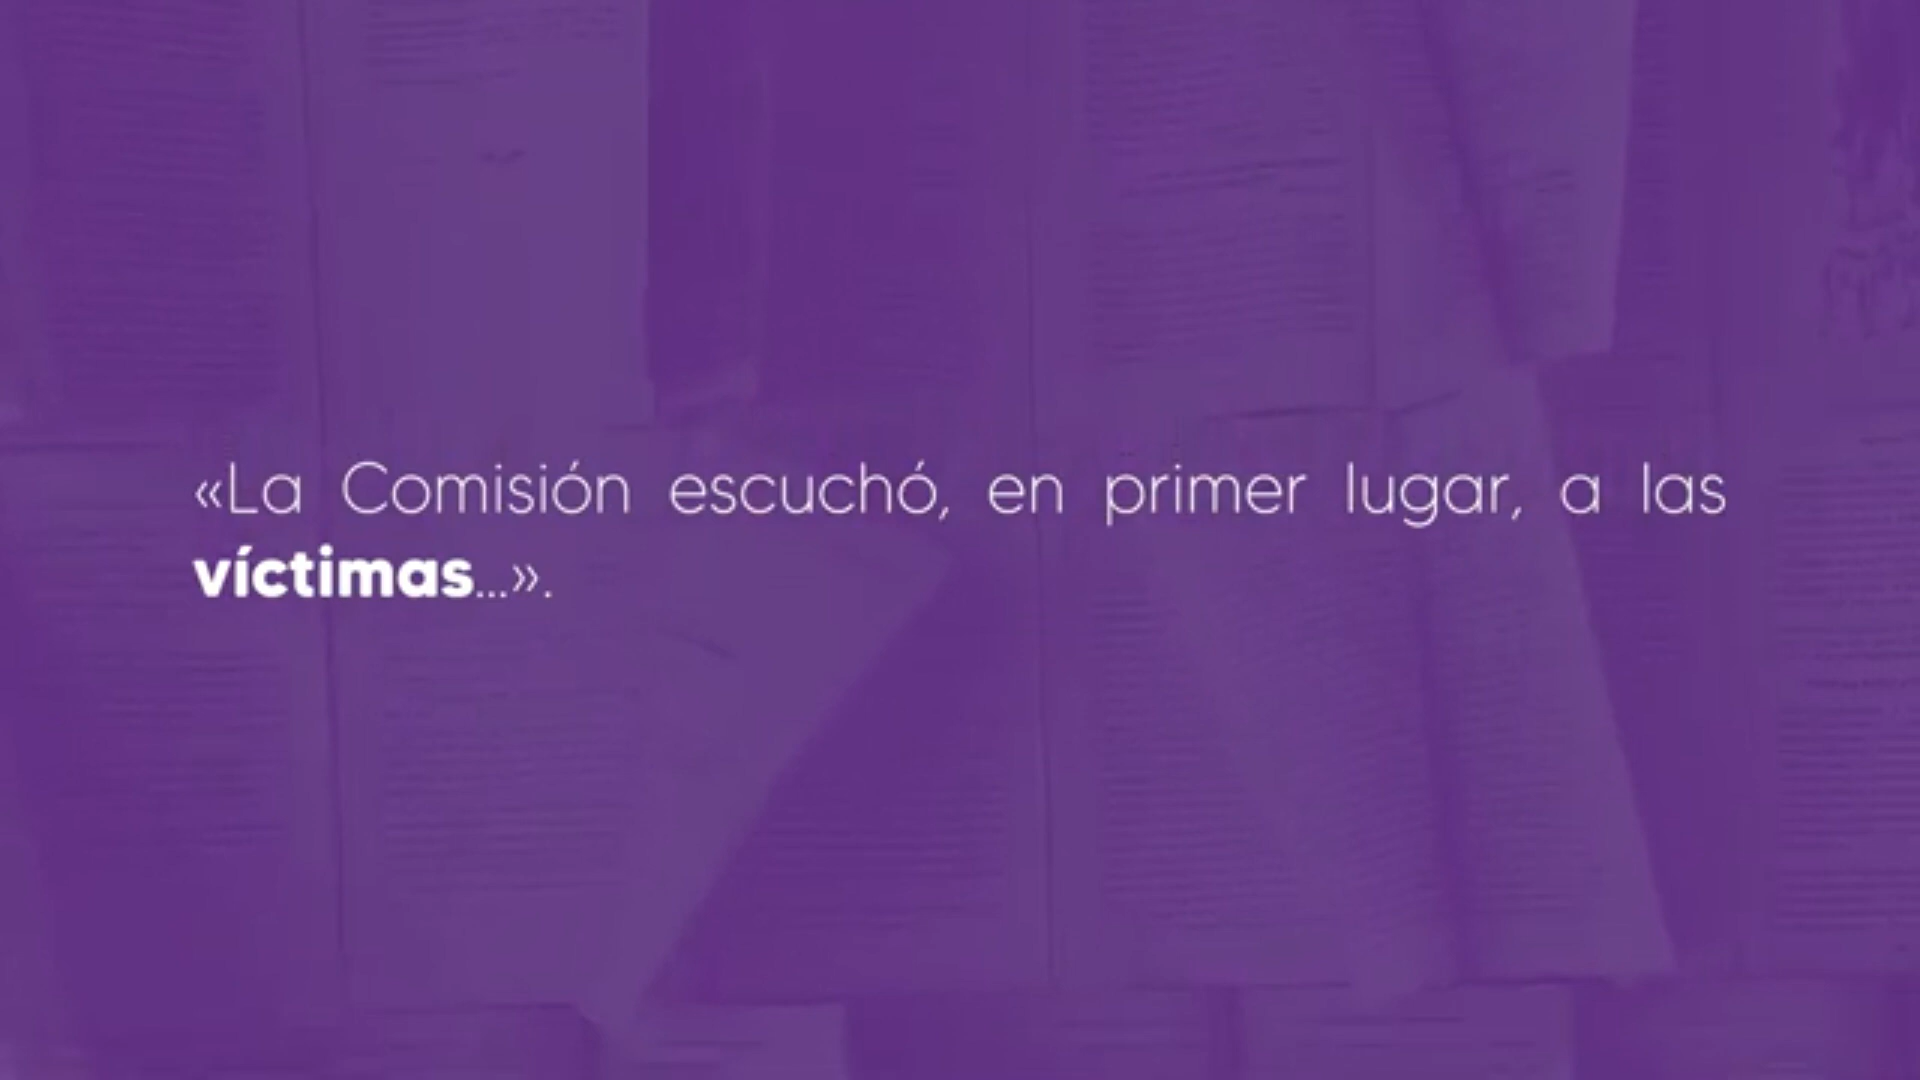 «La Comisión escuchó, en primer lugar, a las
víctimas...».